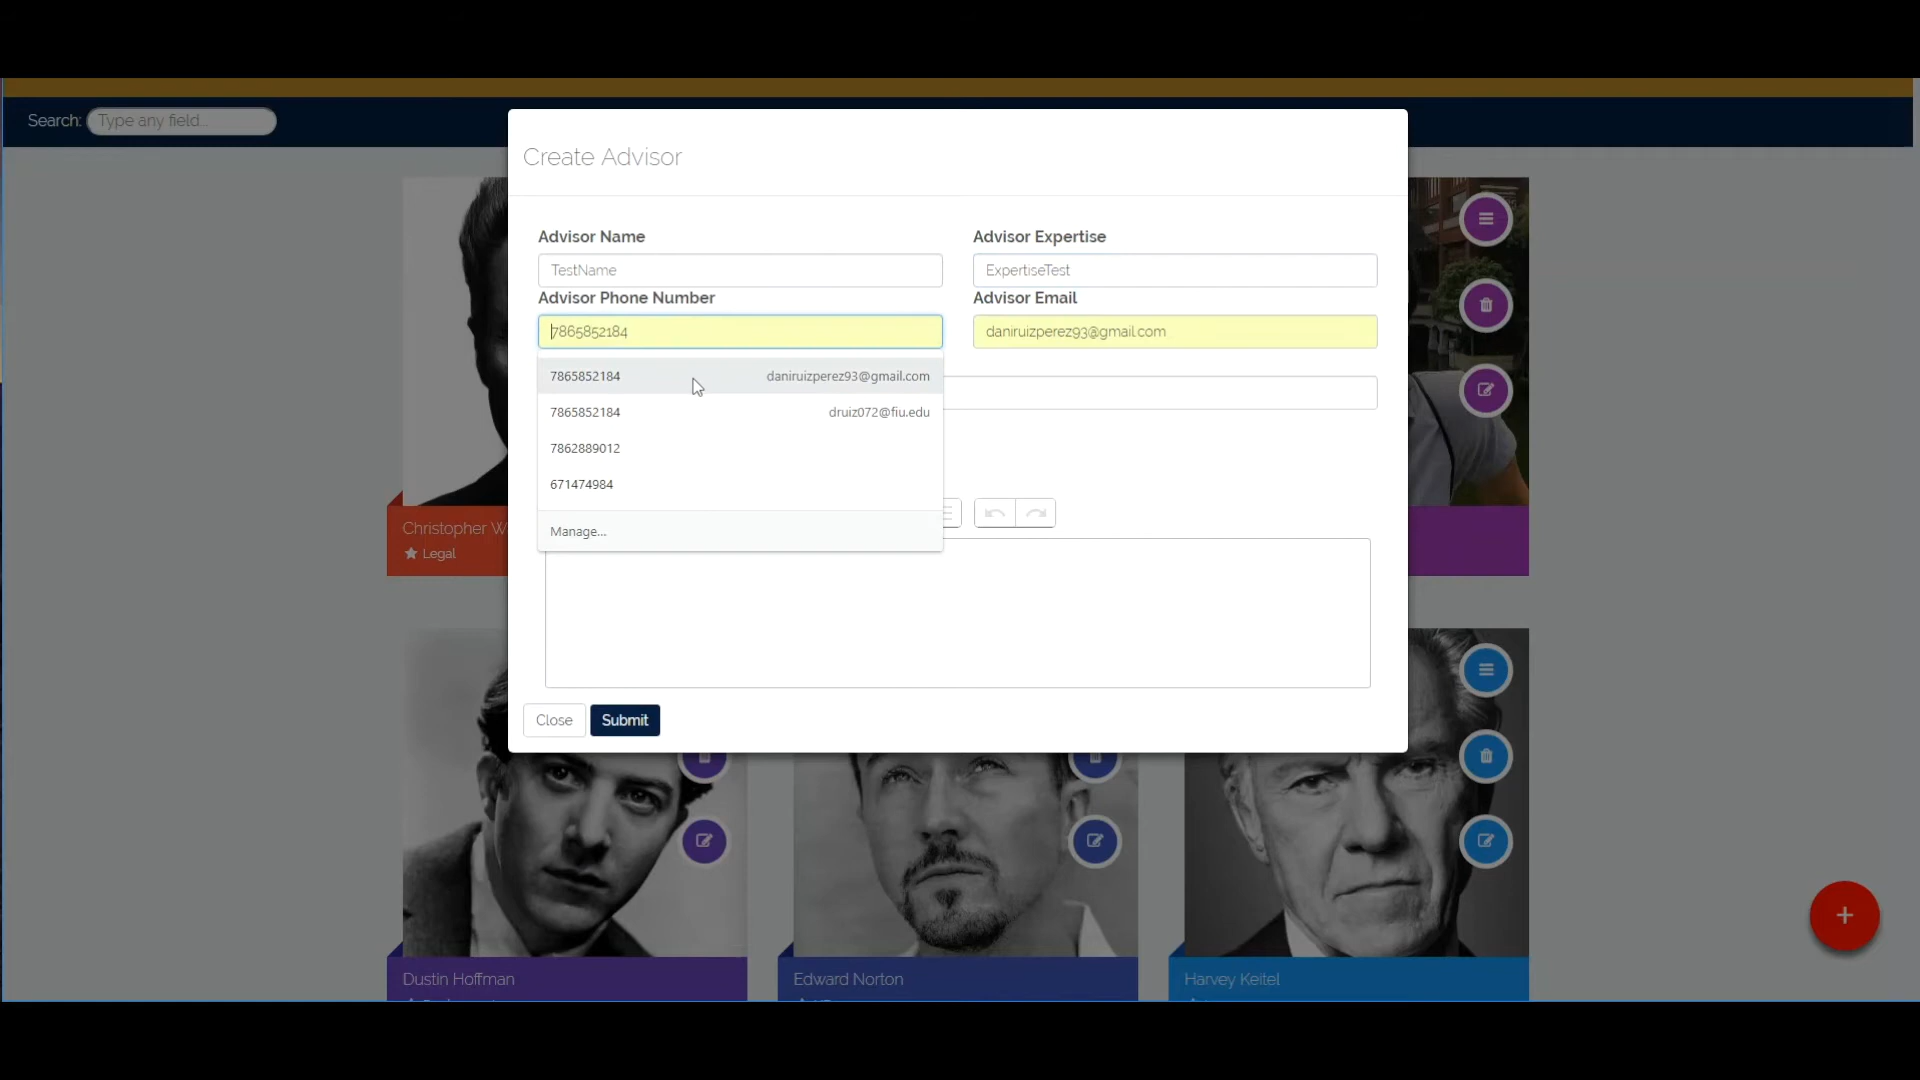 Search: Type any field...
Create Advisor
Advisor Name
Advisor Expertise
TestName
ExpertiseTest
Advisor Phone Number
Advisor Email
7865852184
daniruizperez93@gmail.com
7865852184 daniruizperez93@gmail.com
7865852184 druiz072@fiu.edu
7862889012
671474984
Manage...
Christopher W
Legal
Close
Submit
Dustin Hoffman
Edward Norton
Harvey Keitel